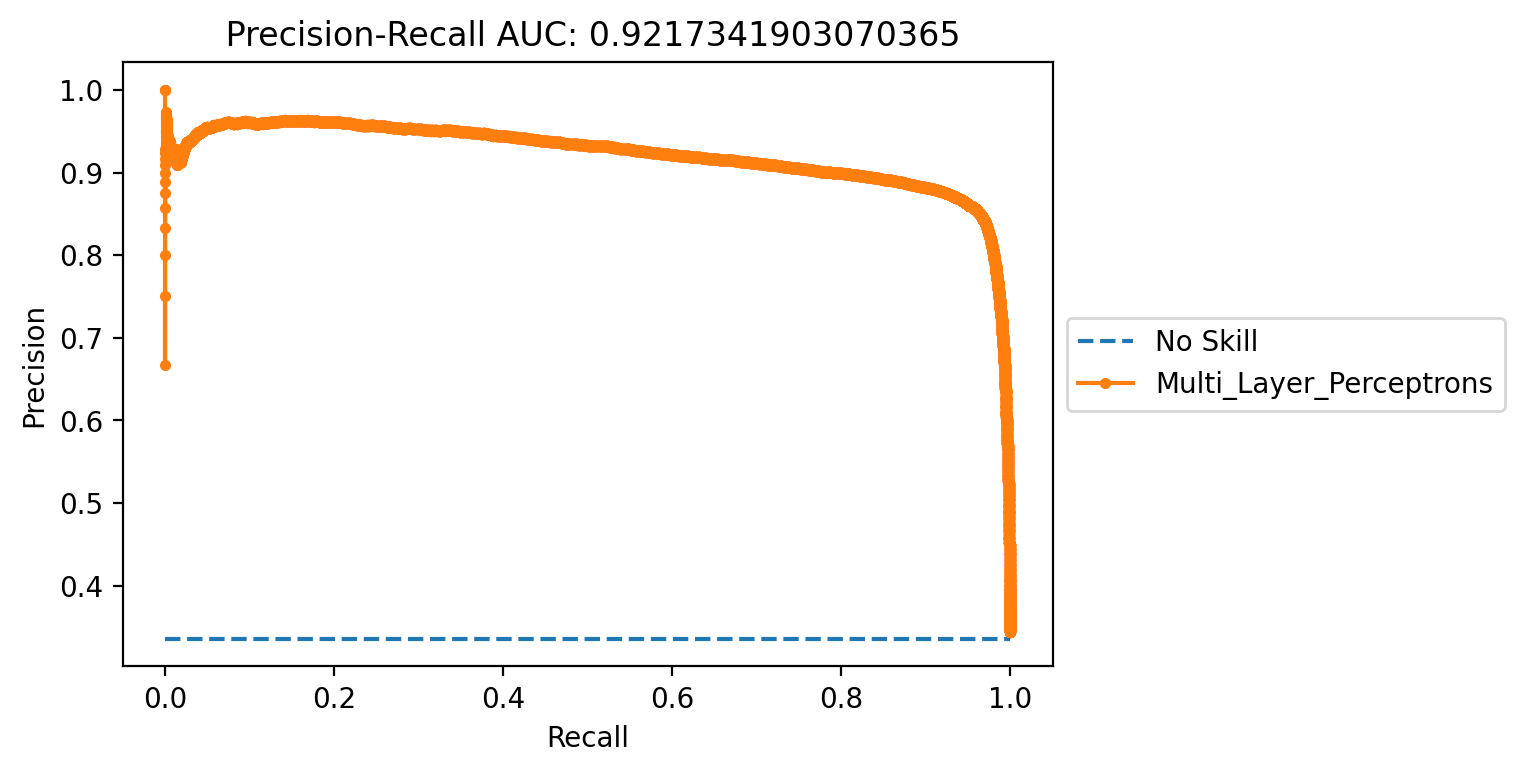 Precision-Recall AUC: 0.9217341903070365
1.0
0.9
0.8
0.7
0.6
0.5
0.4
Precision
0.0 0.2 0.4 0.6 0.8 1.0
Recall
No Skill
Multi_Layer_Perceptrons